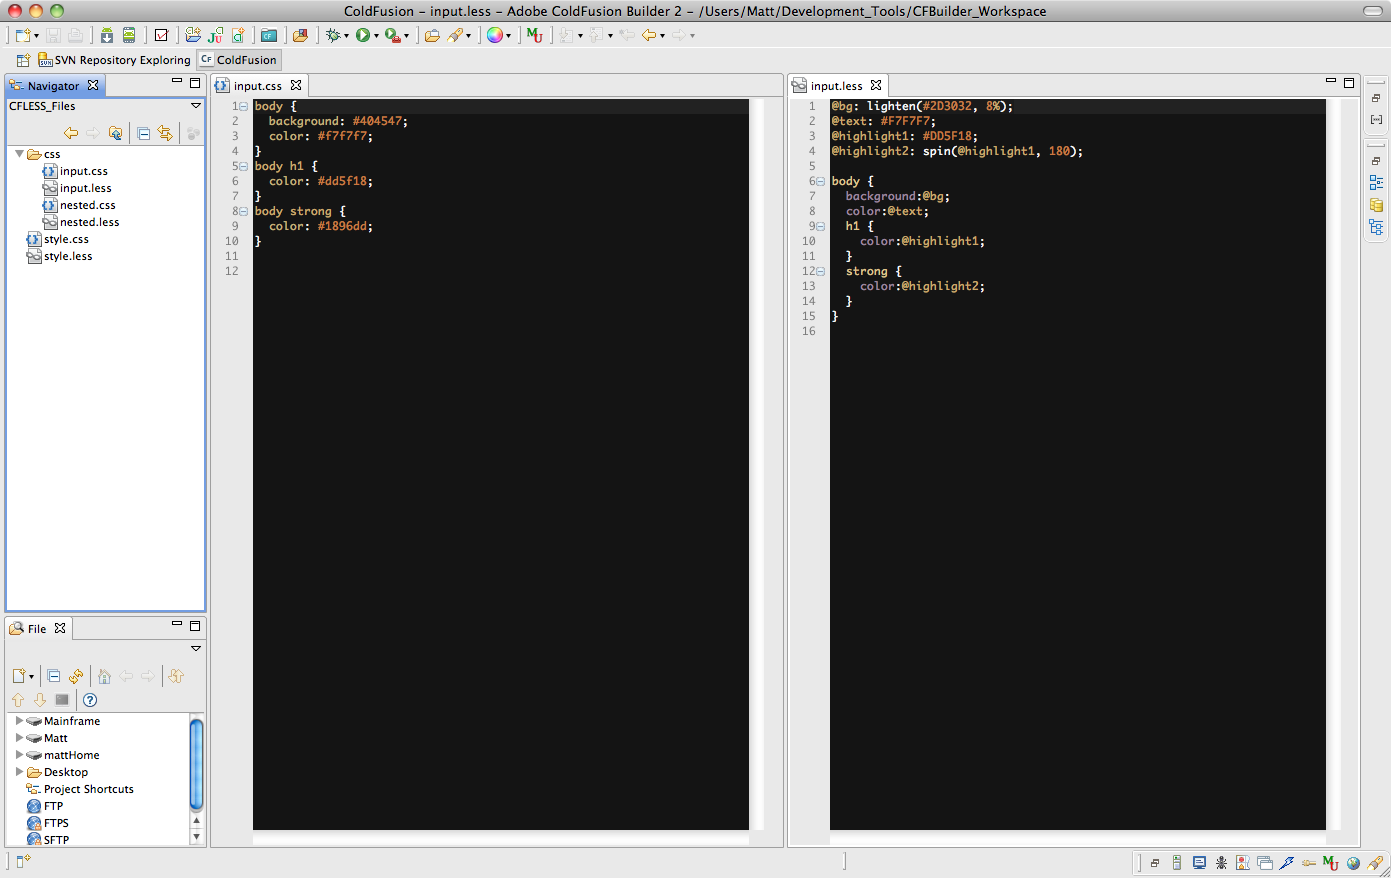 ColdFusion – input.less – Adobe ColdFusion Builder 2 – /Users/Matt/Development_Tools/CFBuilder_Workspace
SVN Repository Exploring
Cf ColdFusion
Navigator
CFLESS_Files
css
input.css
input.less
nested.css
nested.less
style.css
style.less
File
Mainframe
Matt
mattHome
Desktop
Project Shortcuts
FTP
FTPS
SFTP
input.css
1 body {
2 background: #404547;
3 color: #f7f7f7;
4 }
5 body h1 {
6 color: #dd5f18;
7 }
8 body strong {
9 color: #1896dd;
10 }
11
12
input.less
1 @bg: lighten(#2D3032, 8%);
2 @text: #F7F7F7;
3 @highlight1: #DD5F18;
4 @highlight2: spin(@highlight1, 180);
5
6 body {
7 background:@bg;
8 color:@text;
9 h1 {
10 color:@highlight1;
11 }
12 strong {
13 color:@highlight2;
14 }
15 }
16